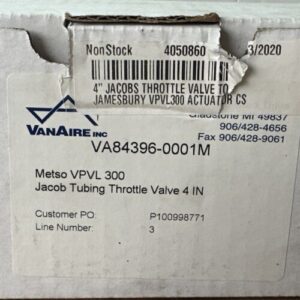 NonStock 4050860 3/2020
4" JACOBS THROTTLE VALVE TO
JAMESBURY VPVL300 ACTUATOR CS
VANAIRE INC
Gladstone MI 49837
906/428-4656
Fax 906/428-9061
VA84396-0001M
Metso VPVL 300
Jacob Tubing Throttle Valve 4 IN
Customer PO: P100998771
Line Number: 3